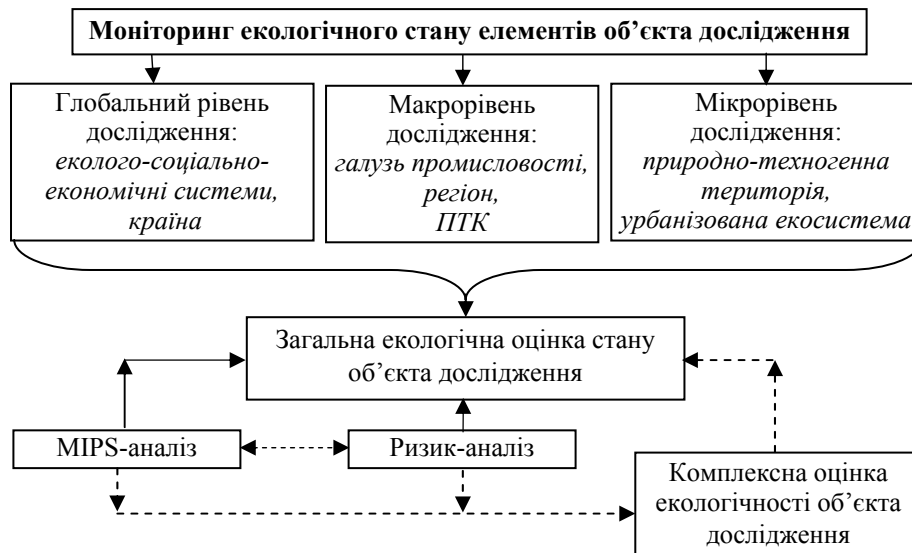 Моніторинг екологічного стану елементів об’єкта дослідження
Глобальний рівень
дослідження:
еколого-соціально-
економічні системи,
країна
Макрорівень
дослідження:
галузь промисловості,
регіон,
ПТК
Мікрорівень
дослідження:
природно-техногенна
територія,
урбанізована екосистема
Загальна екологічна оцінка стану
об’єкта дослідження
MIPS-аналіз
Ризик-аналіз
Комплексна оцінка
екологічності об’єкта
дослідження